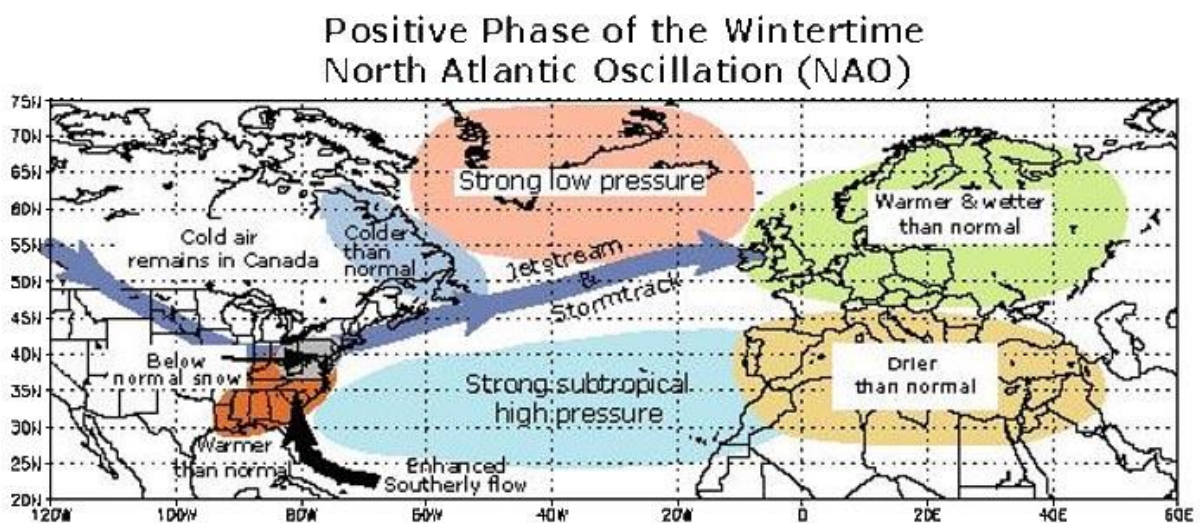 Positive Phase of the Wintertime
North Atlantic Oscillation (NAO)
75N
70N
65N
60N
55N
50N
45N
40N
35N
30N
25N
20N
Strong low pressure
Warmer & wetter
than normal
Cold air
remains in Canada
Colder
than
normal
Jetstream
&
Stormtrack
Below
normal snow
Strong subtropical
high pressure
Drier
than normal
Warmer
than normal
Enhanced
Southerly flow
120W 100W 80W 60W 40W 20W 0 20E 40E 60E